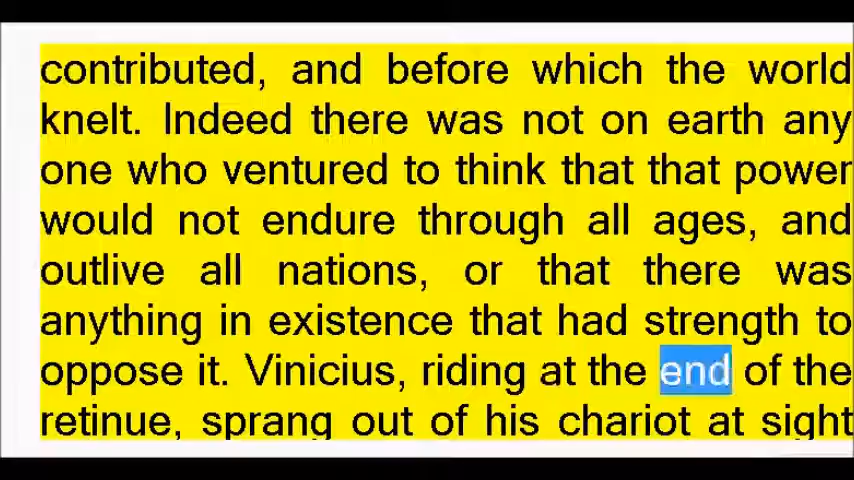 contributed, and before which the world
knelt. Indeed there was not on earth any
one who ventured to think that that power
would not endure through all ages, and
outlive all nations, or that there was
anything in existence that had strength to
oppose it. Vinicius, riding at the end of the
retinue, sprang out of his chariot at sight